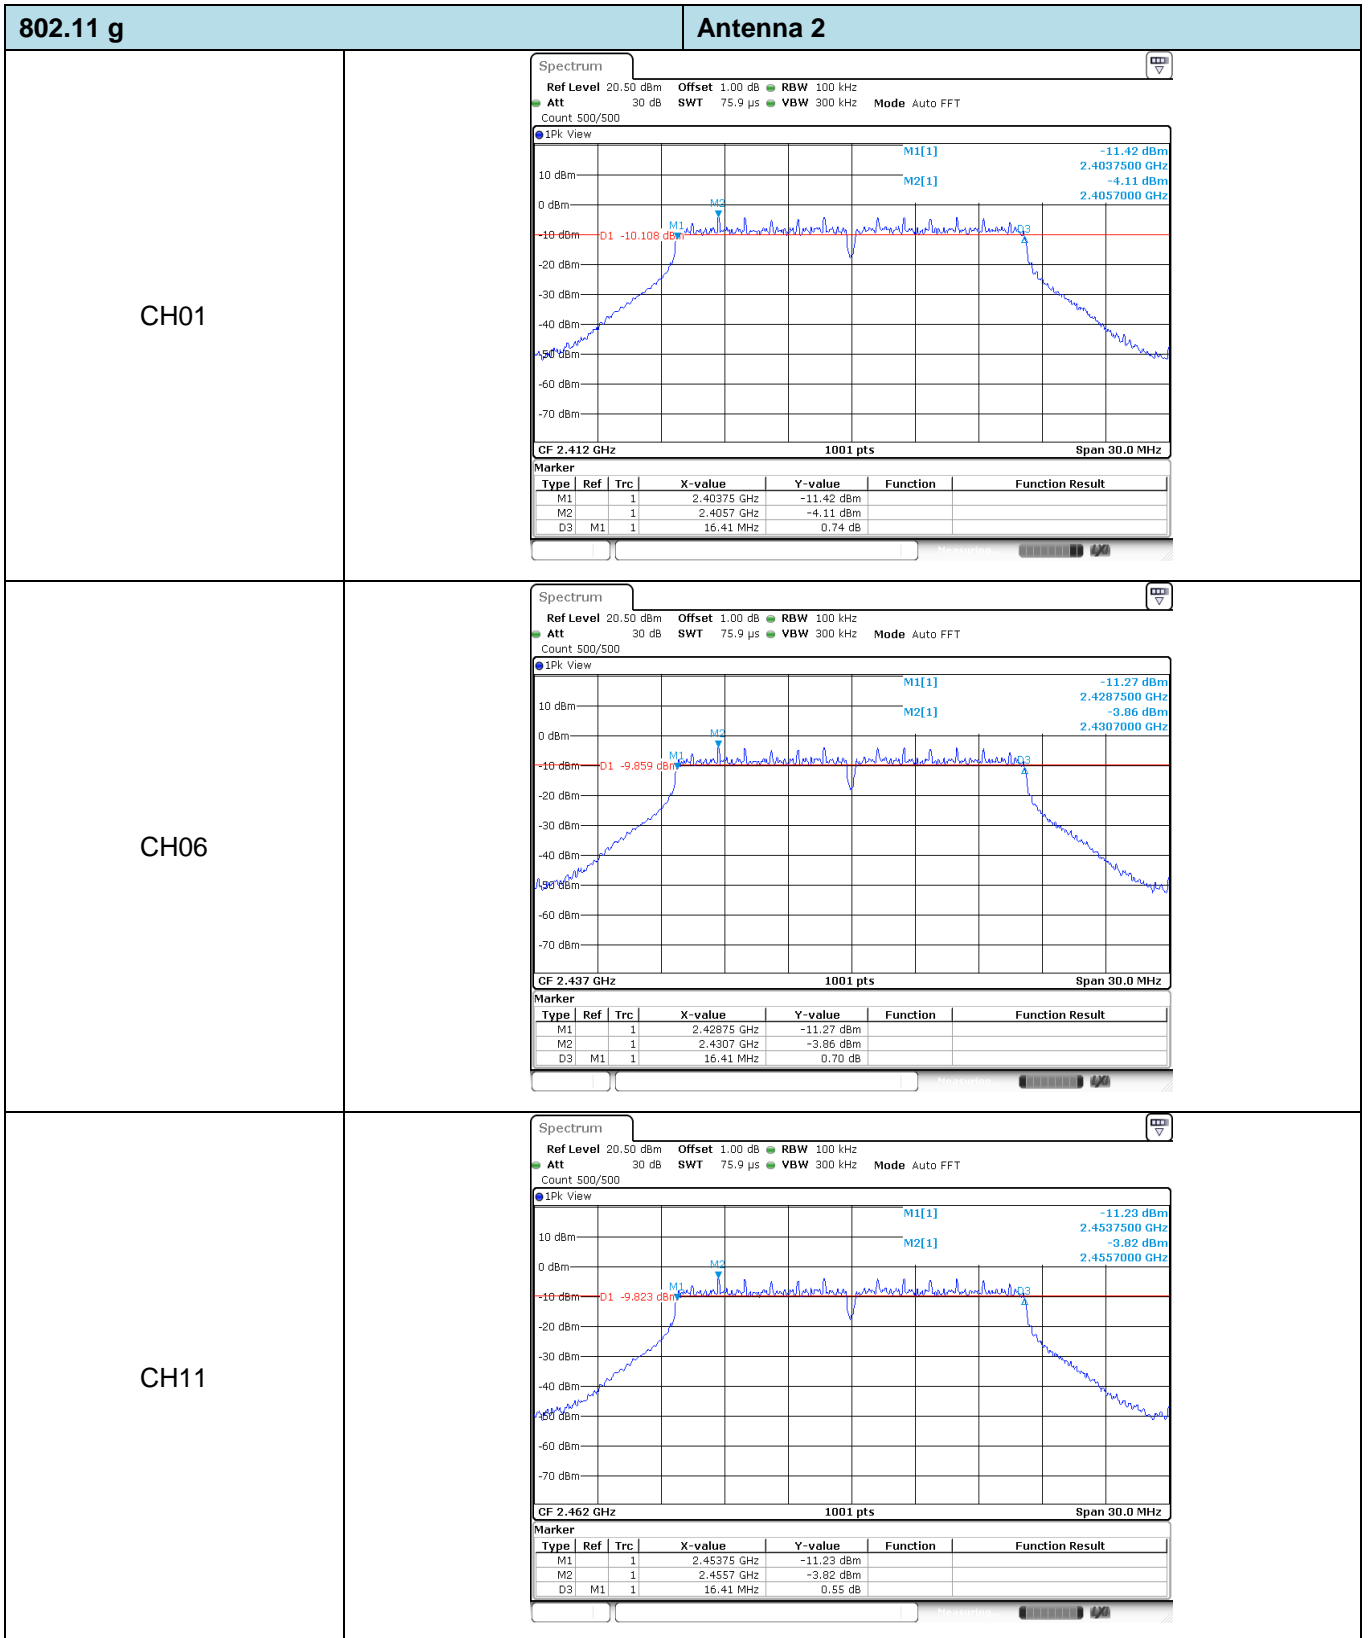 802.11 g Antenna 2
CH01
Spectrum
Ref Level 20.50 dBm Offset 1.00 dB RBW 100 kHz
Att 30 dB SWT 75.9 µs VBW 300 kHz Mode Auto FFT
Count 500/500
1Pk View
M1[1] -11.42 dBm
2.4037500 GHz
10 dBm
M2[1] -4.11 dBm
2.4057000 GHz
0 dBm
M2
M1
D3
-10 dBm
D1 -10.108 dBm
-20 dBm
-30 dBm
-40 dBm
-50 dBm
-60 dBm
-70 dBm
CF 2.412 GHz 1001 pts Span 30.0 MHz
Marker
Type Ref Trc X-value Y-value Function Function Result
M1 1 2.40375 GHz -11.42 dBm
M2 1 2.4057 GHz -4.11 dBm
D3 M1 1 16.41 MHz 0.74 dB
Measuring...
CH06
Spectrum
Ref Level 20.50 dBm Offset 1.00 dB RBW 100 kHz
Att 30 dB SWT 75.9 µs VBW 300 kHz Mode Auto FFT
Count 500/500
1Pk View
M1[1] -11.27 dBm
2.4287500 GHz
10 dBm
M2[1] -3.86 dBm
2.4307000 GHz
0 dBm
M2
M1
D3
-10 dBm
D1 -9.859 dBm
-20 dBm
-30 dBm
-40 dBm
-50 dBm
-60 dBm
-70 dBm
CF 2.437 GHz 1001 pts Span 30.0 MHz
Marker
Type Ref Trc X-value Y-value Function Function Result
M1 1 2.42875 GHz -11.27 dBm
M2 1 2.4307 GHz -3.86 dBm
D3 M1 1 16.41 MHz 0.70 dB
Measuring...
CH11
Spectrum
Ref Level 20.50 dBm Offset 1.00 dB RBW 100 kHz
Att 30 dB SWT 75.9 µs VBW 300 kHz Mode Auto FFT
Count 500/500
1Pk View
M1[1] -11.23 dBm
2.4537500 GHz
10 dBm
M2[1] -3.82 dBm
2.4557000 GHz
0 dBm
M2
M1
D3
-10 dBm
D1 -9.823 dBm
-20 dBm
-30 dBm
-40 dBm
-50 dBm
-60 dBm
-70 dBm
CF 2.462 GHz 1001 pts Span 30.0 MHz
Marker
Type Ref Trc X-value Y-value Function Function Result
M1 1 2.45375 GHz -11.23 dBm
M2 1 2.4557 GHz -3.82 dBm
D3 M1 1 16.41 MHz 0.55 dB
Measuring...